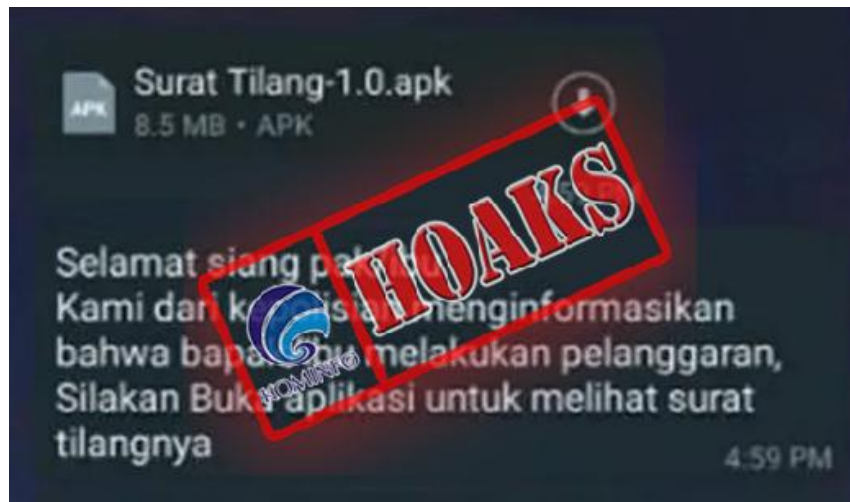 Surat Tilang-1.0.apk
APK
8.5 MB • APK
HOAKS
Selamat siang
Kami dari menginformasikan
bahwa melakukan pelanggaran,
Silakan Buka aplikasi untuk melihat surat
tilangnya
KOMINFO
4:59 PM